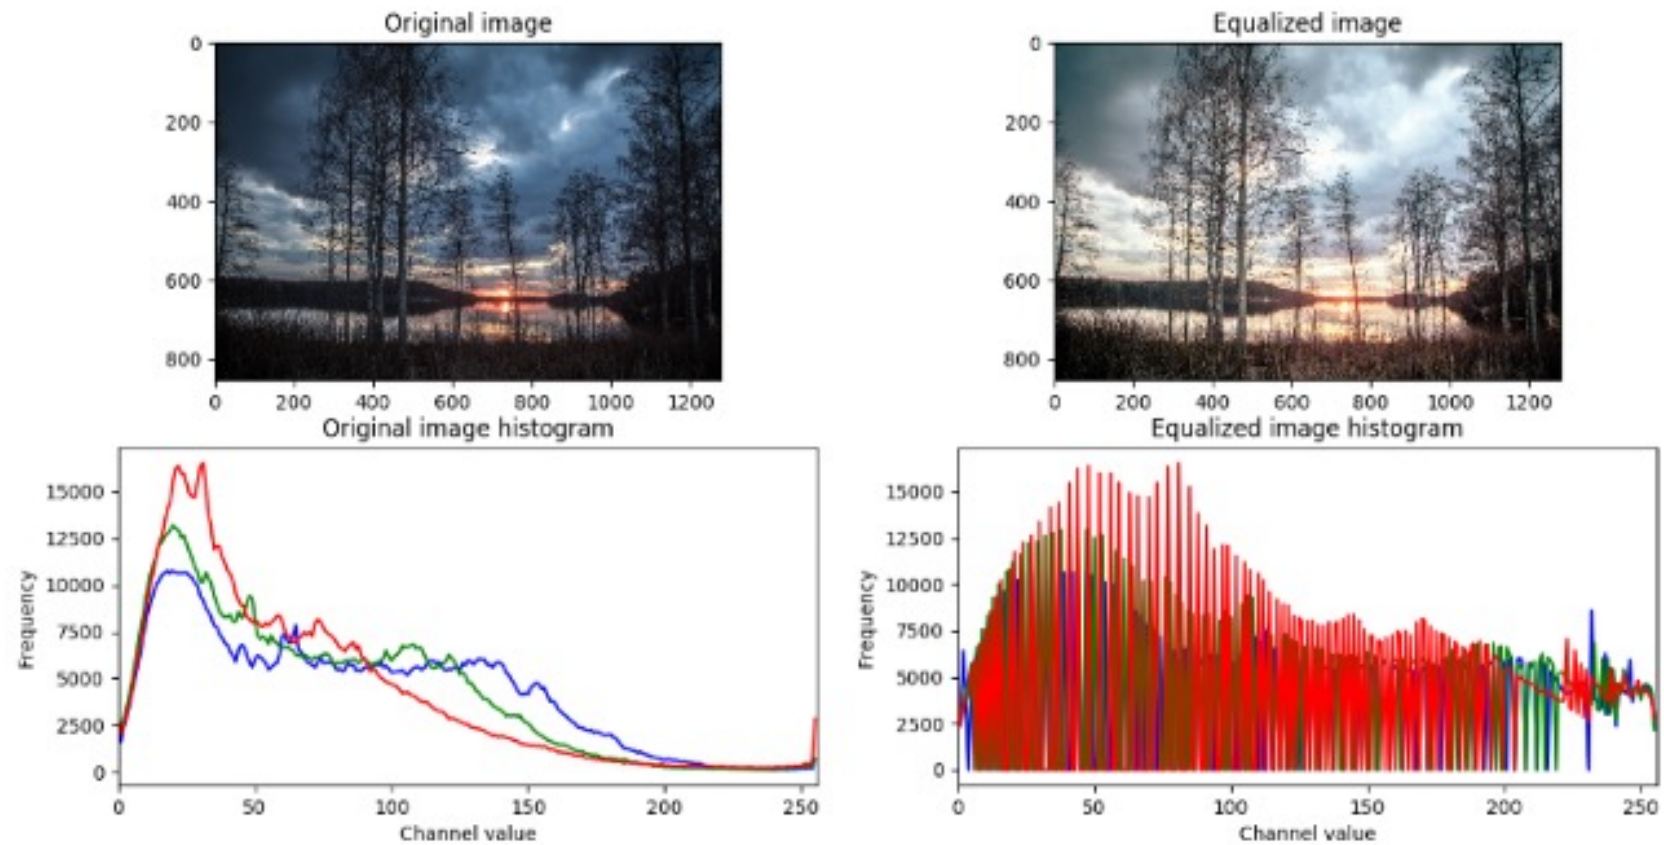 Original image
0
200
400
600
800
0 200 400 600 800 1000 1200
Equalized image
0
200
400
600
800
0 200 400 600 800 1000 1200
Original image histogram
Frequency
15000
12500
10000
7500
5000
2500
0
0 50 100 150 200 250
Channel value
Equalized image histogram
Frequency
15000
12500
10000
7500
5000
2500
0
0 50 100 150 200 250
Channel value